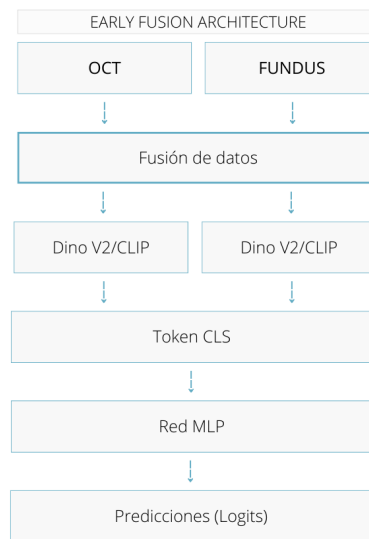 EARLY FUSION ARCHITECTURE
OCT
FUNDUS
Fusión de datos
Dino V2/CLIP
Dino V2/CLIP
Token CLS
Red MLP
Predicciones (Logits)